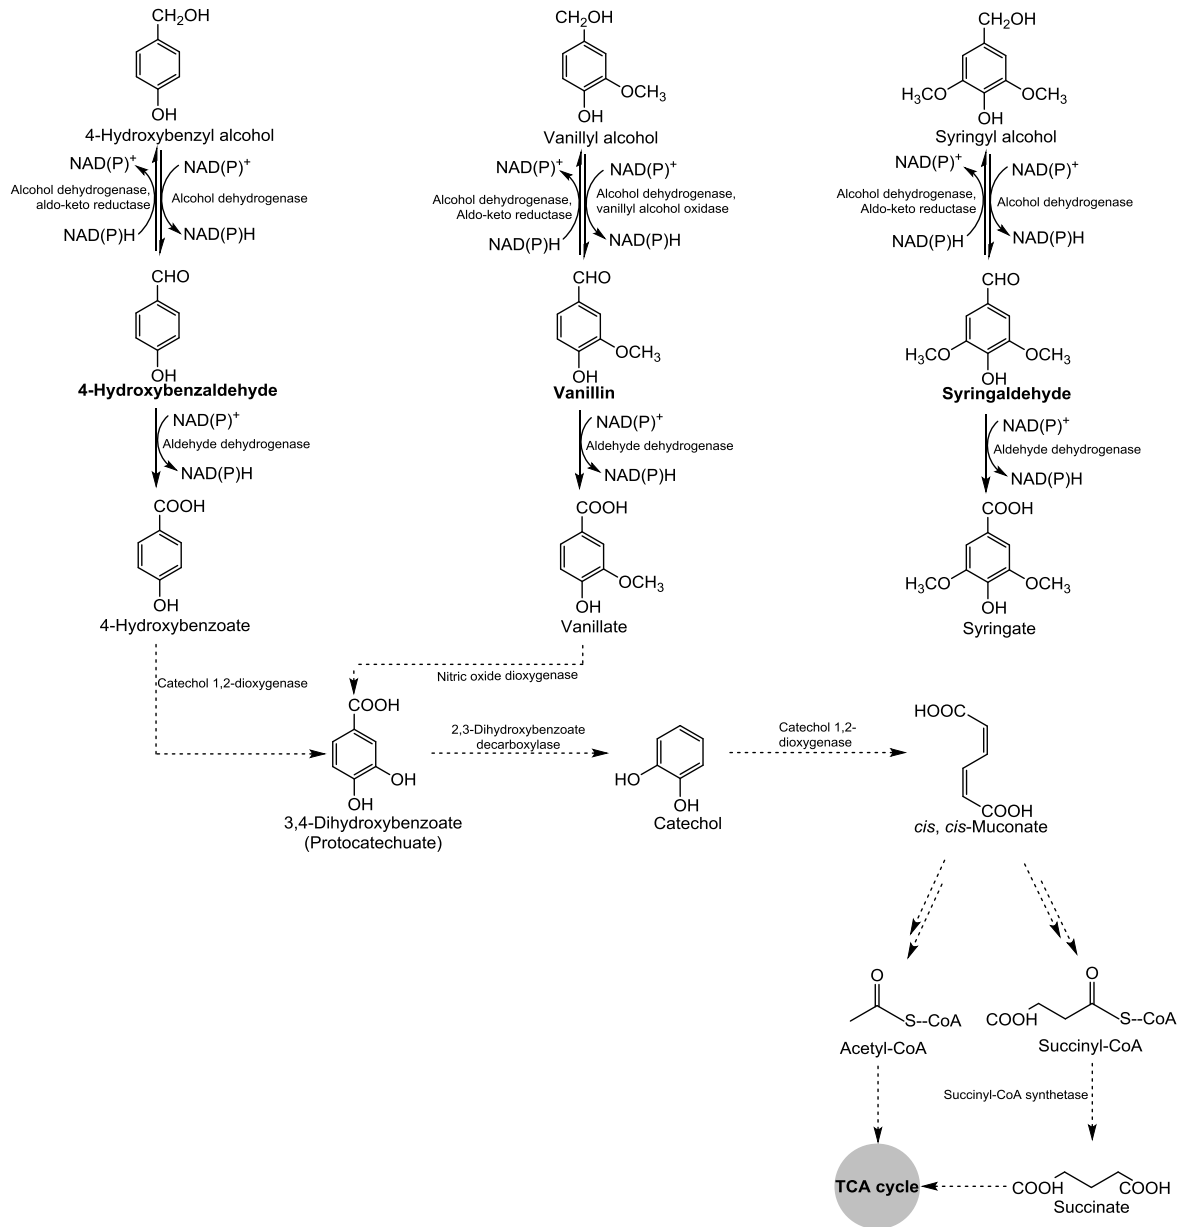 CH2OH
CH2OH
CH2OH
OCH3
H3CO
OCH3
OH
OH
OH
4-Hydroxybenzyl alcohol
Vanillyl alcohol
Syringyl alcohol
NAD(P)+
NAD(P)+
Alcohol dehydrogenase,
aldo-keto reductase
Alcohol dehydrogenase
NAD(P)H
NAD(P)H
NAD(P)+
NAD(P)+
Alcohol dehydrogenase,
Aldo-keto reductase
Alcohol dehydrogenase,
vanillyl alcohol oxidase
NAD(P)H
NAD(P)H
NAD(P)+
NAD(P)+
Alcohol dehydrogenase,
Aldo-keto reductase
Alcohol dehydrogenase
NAD(P)H
NAD(P)H
CHO
CHO
CHO
OCH3
H3CO
OCH3
OH
OH
OH
4-Hydroxybenzaldehyde
Vanillin
Syringaldehyde
NAD(P)+
Aldehyde dehydrogenase
NAD(P)H
NAD(P)+
Aldehyde dehydrogenase
NAD(P)H
NAD(P)+
Aldehyde dehydrogenase
NAD(P)H
COOH
COOH
COOH
OCH3
H3CO
OCH3
OH
OH
OH
4-Hydroxybenzoate
Vanillate
Syringate
Catechol 1,2-dioxygenase
Nitric oxide dioxygenase
COOH
OH
OH
3,4-Dihydroxybenzoate
(Protocatechuate)
2,3-Dihydroxybenzoate
decarboxylase
HO
OH
Catechol
Catechol 1,2-
dioxygenase
HOOC
COOH
cis, cis-Muconate
O
S--CoA
Acetyl-CoA
O
COOH
S--CoA
Succinyl-CoA
Succinyl-CoA synthetase
TCA cycle
COOH
COOH
Succinate